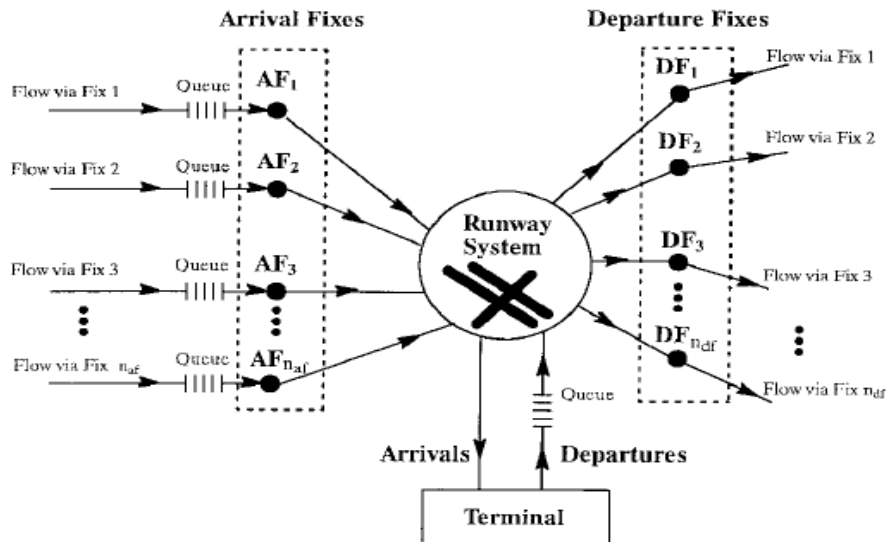 Arrival Fixes
Departure Fixes
Flow via Fix 1
Queue
AF1
DF1
Flow via Fix 1
Flow via Fix 2
Queue
AF2
DF2
Flow via Fix 2
Runway
System
Flow via Fix 3
Queue
AF3
DF3
Flow via Fix 3
Flow via Fix naf
Queue
AFnaf
DFndf
Flow via Fix ndf
Queue
Arrivals
Departures
Terminal